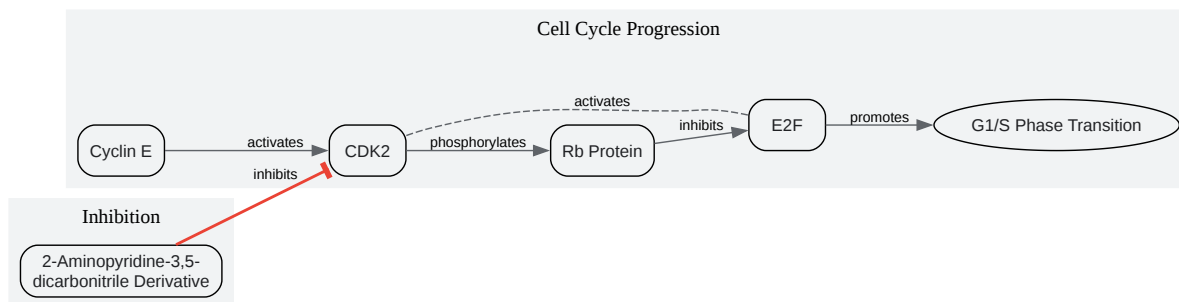 Cell Cycle Progression
activates
Cyclin E
activates
CDK2
phosphorylates
Rb Protein
inhibits
E2F
promotes
G1/S Phase Transition
inhibits
Inhibition
2-Aminopyridine-3,5-
dicarbonitrile Derivative